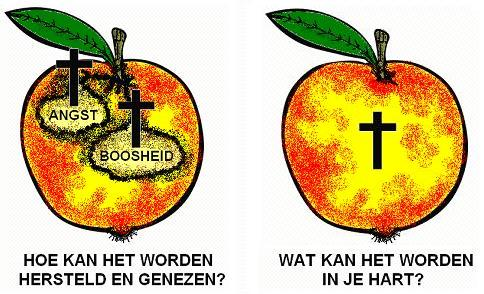 ANGST
BOOSHEID
HOE KAN HET WORDEN
HERSTELD EN GENEZEN?
WAT KAN HET WORDEN
IN JE HART?